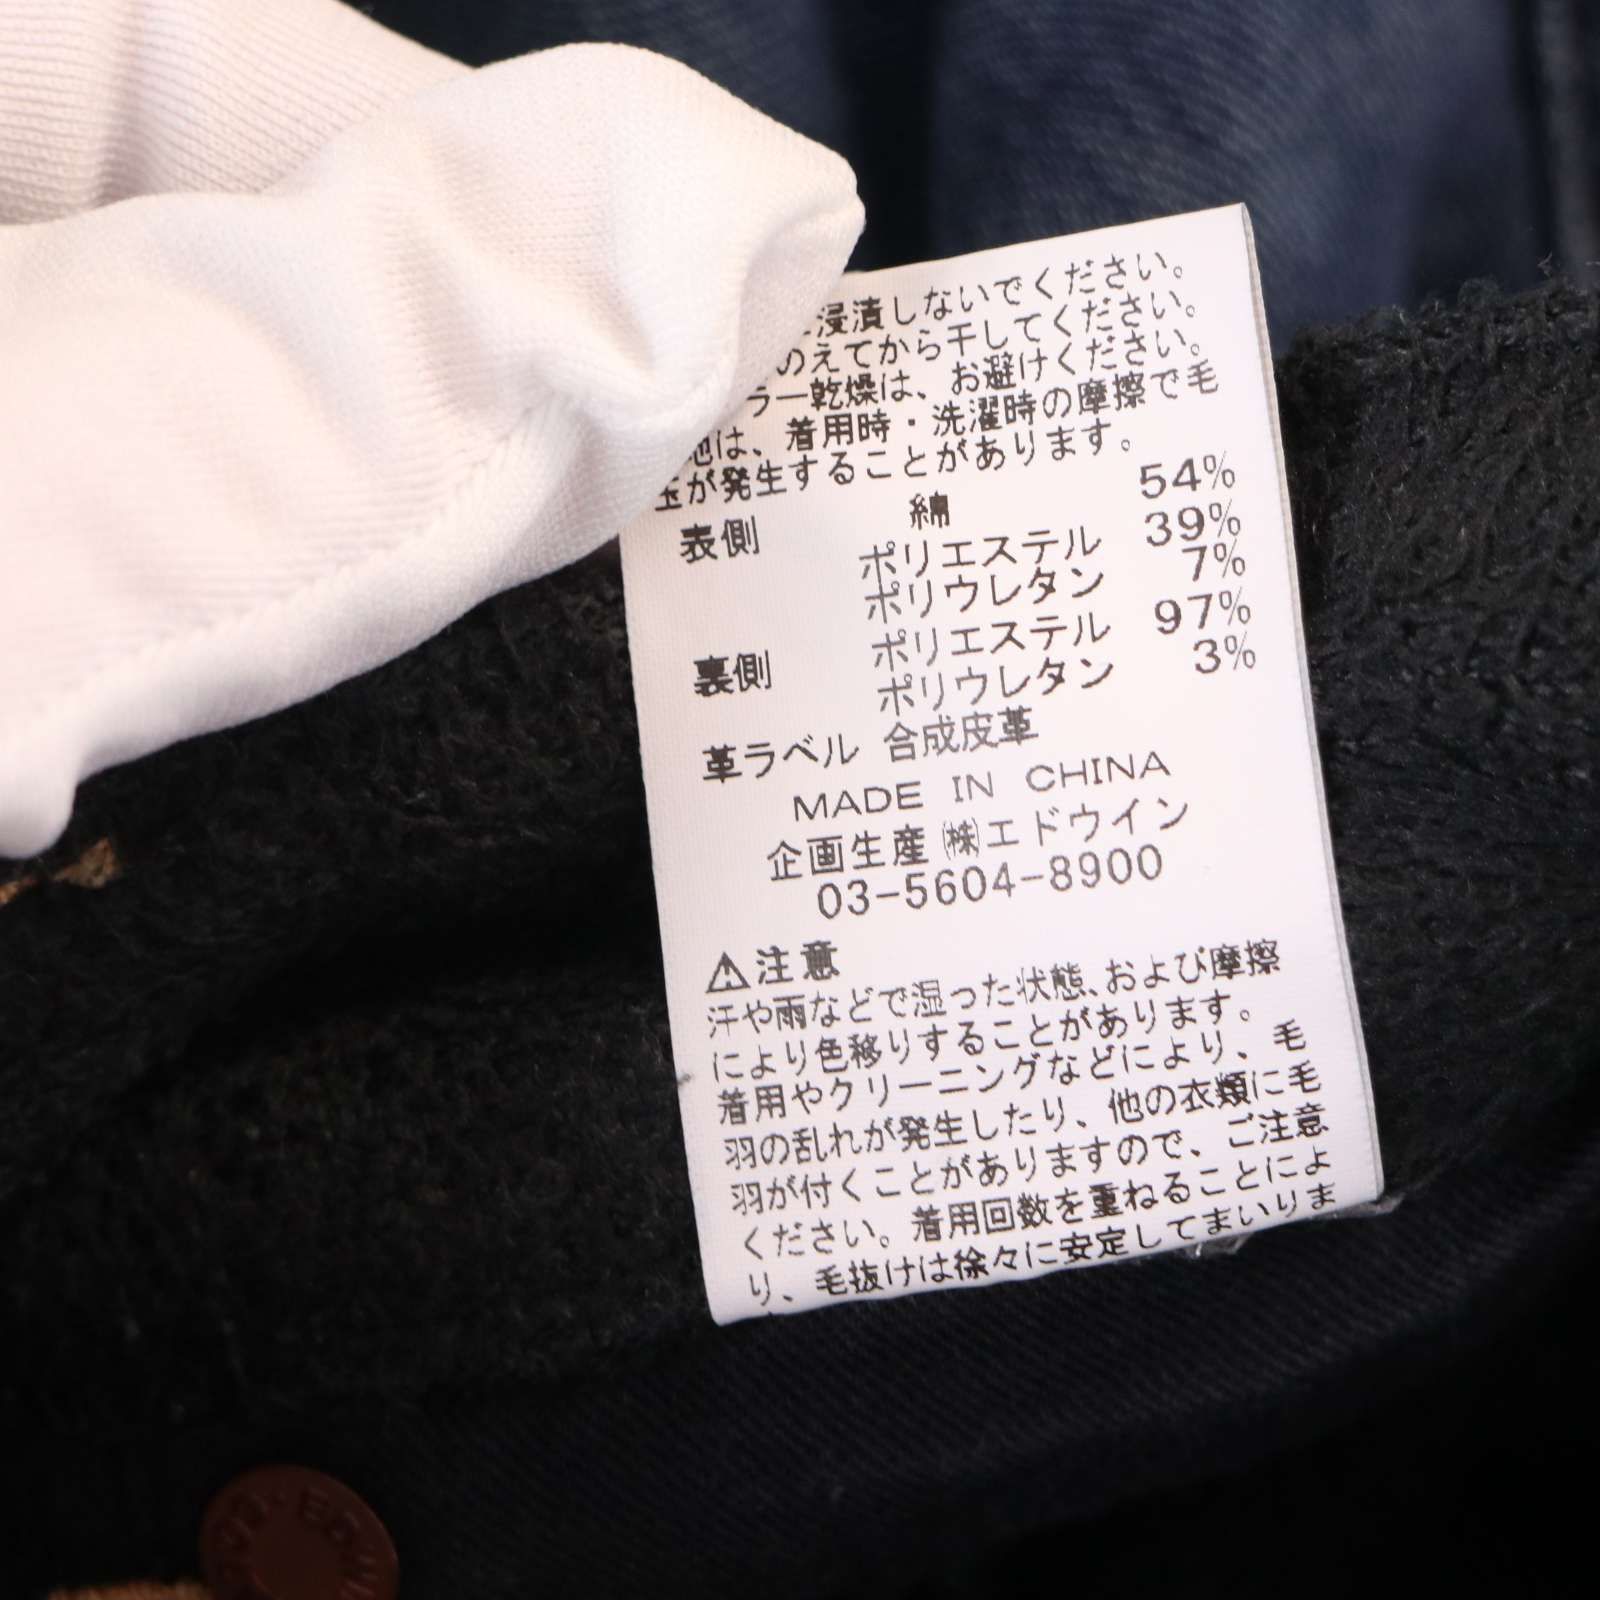 浸漬しないでください。
のえてから干してください。
ラー乾燥は、お避けください。
地は、着用時・洗濯時の摩擦で毛
玉が発生することがあります。
表側 綿 54%
ポリエステル 39%
ポリウレタン 7%
裏側 ポリエステル 97%
ポリウレタン 3%
革ラベル 合成皮革
MADE IN CHINA
企画生産 ㈱エドウイン
03-5604-8900
⚠注意
汗や雨などで湿った状態、および摩擦
により色移りすることがあります。
着用やクリーニングなどにより、毛
羽の乱れが発生したり、他の衣類に毛
羽が付くことがありますので、ご注意
ください。着用回数を重ねることによ
り、毛抜けは徐々に安定してまいりま